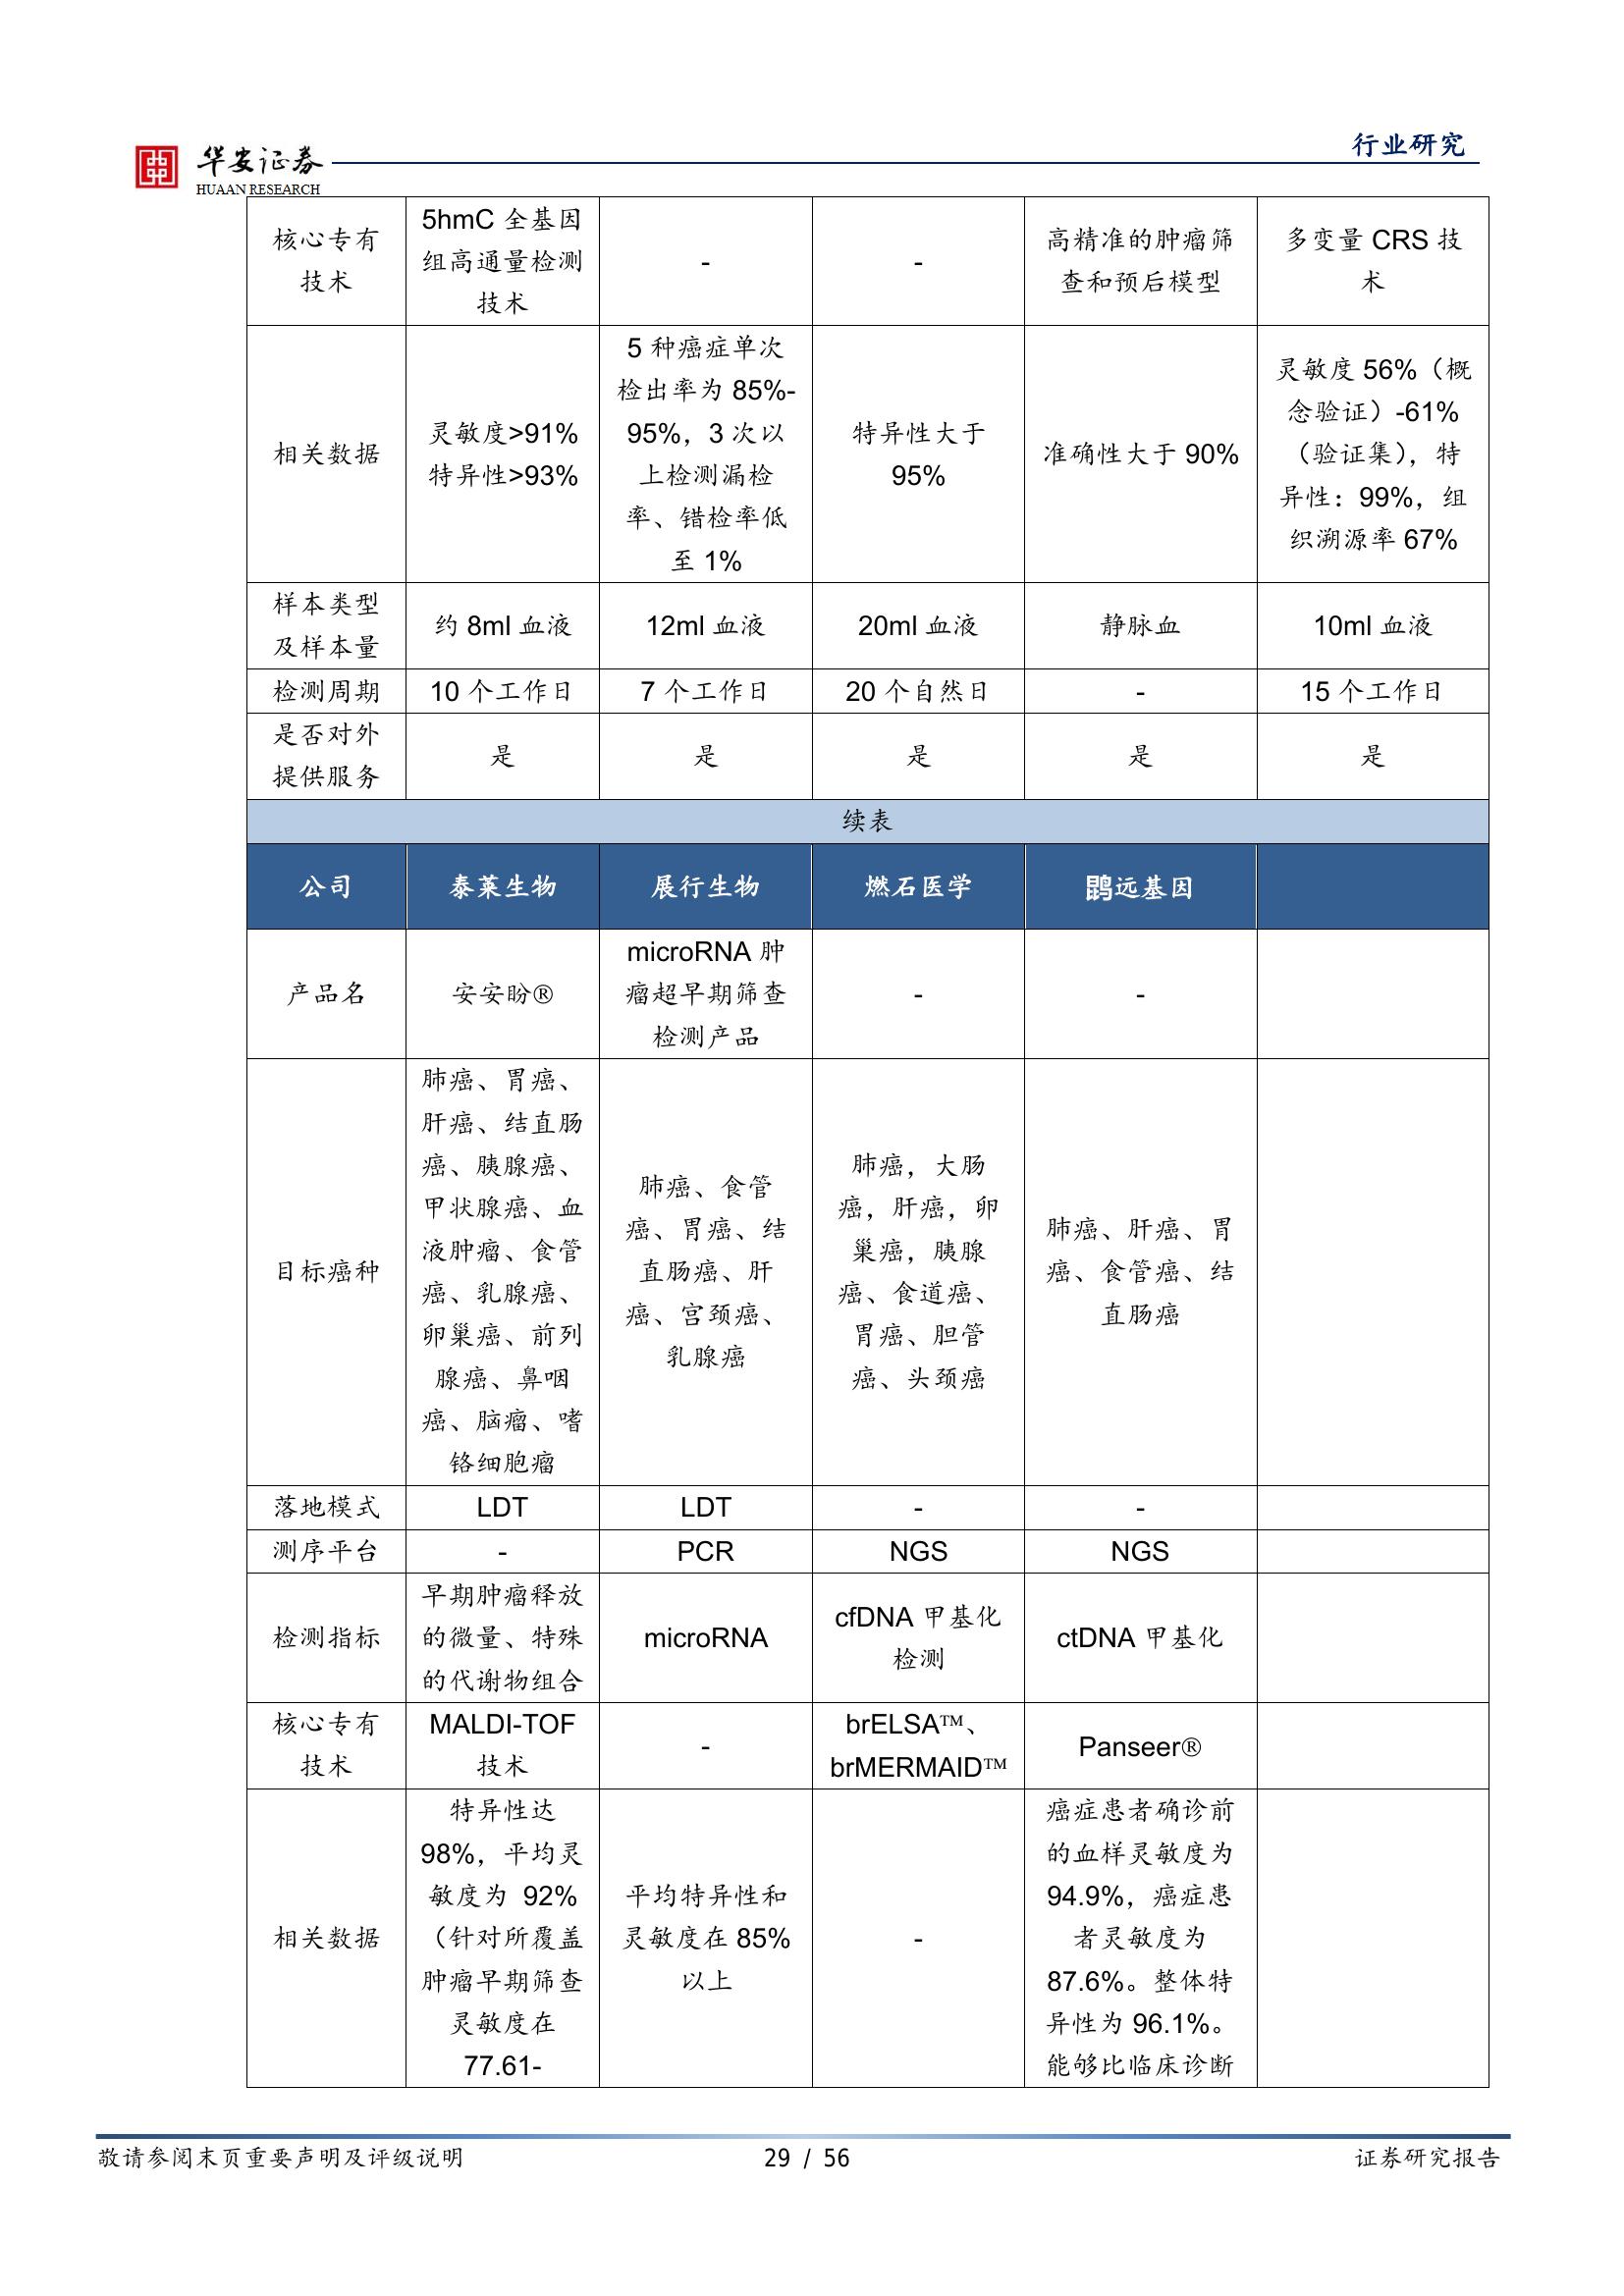 行业研究
华安证券
HUAAN RESEARCH
核心专有
技术
5hmC 全基因
组高通量检测
技术
-
-
高精准的肿瘤筛
查和预后模型
多变量 CRS 技
术
相关数据
灵敏度>91%
特异性>93%
5 种癌症单次
检出率为 85%-
95%，3 次以
上检测漏检
率、错检率低
至 1%
特异性大于
95%
准确性大于 90%
灵敏度 56%（概
念验证）-61%
（验证集），特
异性：99%，组
织溯源率 67%
样本类型
及样本量
约 8ml 血液
12ml 血液
20ml 血液
静脉血
10ml 血液
检测周期
10 个工作日
7 个工作日
20 个自然日
-
15 个工作日
是否对外
提供服务
是
是
是
是
是
续表
公司
泰莱生物
展行生物
燃石医学
鹍远基因
产品名
安安盼®
microRNA 肿
瘤超早期筛查
检测产品
-
-
目标癌种
肺癌、胃癌、
肝癌、结直肠
癌、胰腺癌、
甲状腺癌、血
液肿瘤、食管
癌、乳腺癌、
卵巢癌、前列
腺癌、鼻咽
癌、脑瘤、嗜
铬细胞瘤
肺癌、食管
癌、胃癌、结
直肠癌、肝
癌、宫颈癌、
乳腺癌
肺癌，大肠
癌，肝癌，卵
巢癌，胰腺
癌、食道癌、
胃癌、胆管
癌、头颈癌
肺癌、肝癌、胃
癌、食管癌、结
直肠癌
落地模式
LDT
LDT
-
-
测序平台
-
PCR
NGS
NGS
检测指标
早期肿瘤释放
的微量、特殊
的代谢物组合
microRNA
cfDNA 甲基化
检测
ctDNA 甲基化
核心专有
技术
MALDI-TOF
技术
-
brELSA™、
brMERMAID™
Panseer®
相关数据
特异性达
98%，平均灵
敏度为 92%
（针对所覆盖
肿瘤早期筛查
灵敏度在
77.61-
平均特异性和
灵敏度在 85%
以上
-
癌症患者确诊前
的血样灵敏度为
94.9%，癌症患
者灵敏度为
87.6%。整体特
异性为 96.1%。
能够比临床诊断
敬请参阅末页重要声明及评级说明
29 / 56
证券研究报告